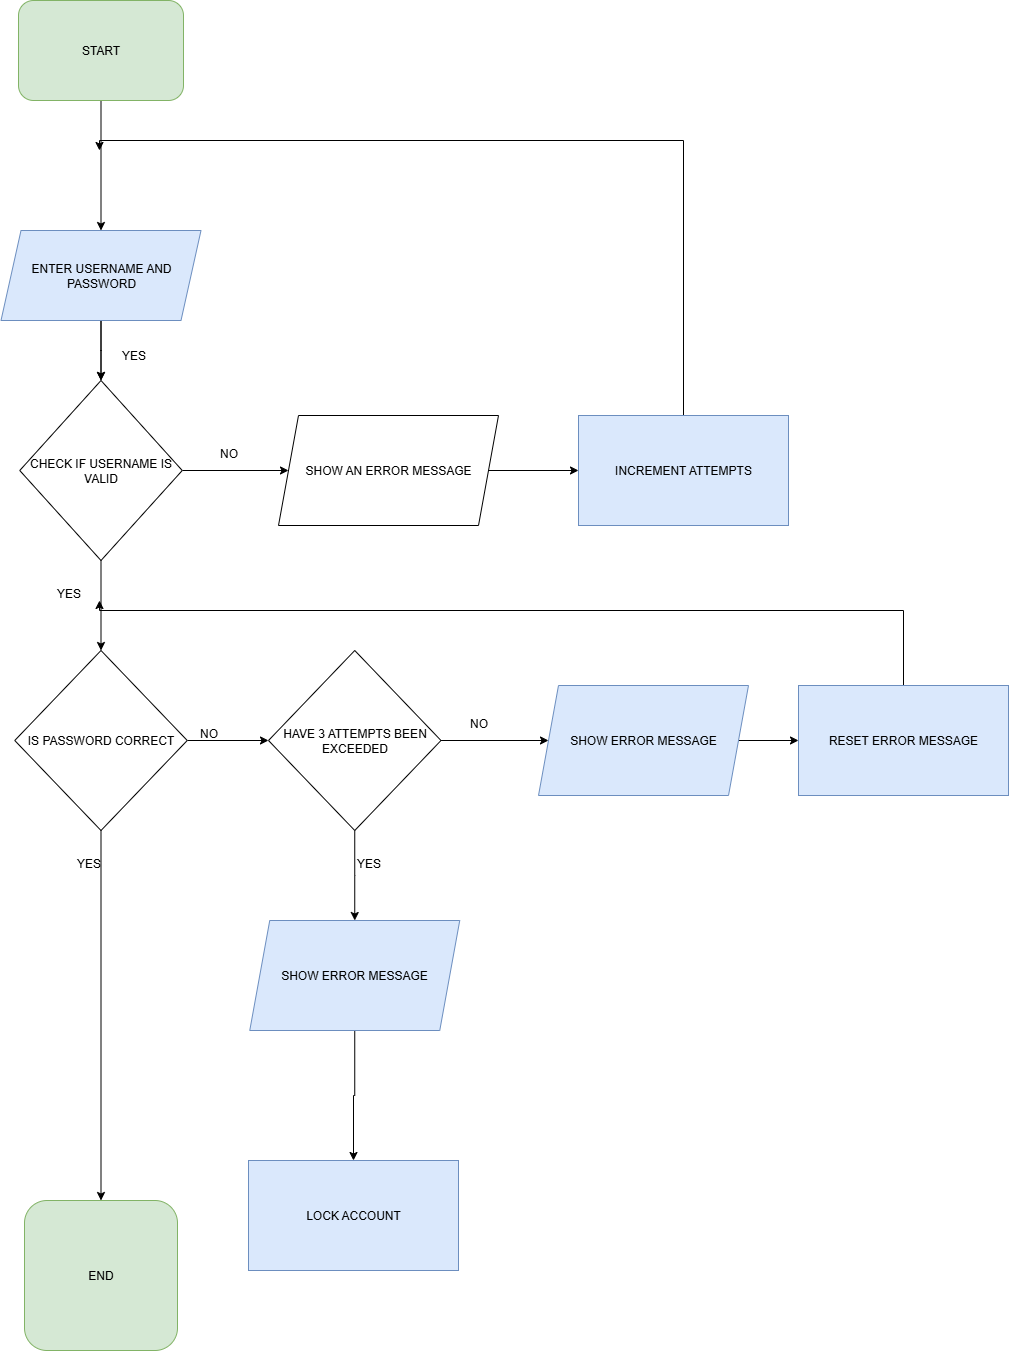 START
ENTER USERNAME AND
PASSWORD
YES
CHECK IF USERNAME IS
VALID
NO
SHOW AN ERROR MESSAGE
INCREMENT ATTEMPTS
YES
IS PASSWORD CORRECT
NO
HAVE 3 ATTEMPTS BEEN
EXCEEDED
NO
SHOW ERROR MESSAGE
RESET ERROR MESSAGE
YES
YES
SHOW ERROR MESSAGE
LOCK ACCOUNT
END